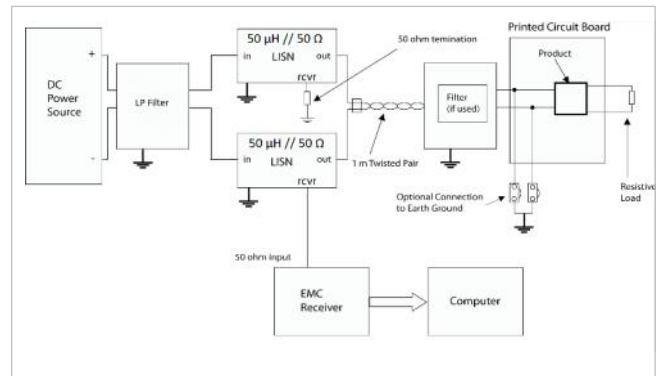 Printed Circuit Board
50 µH // 50 Ω
LISN
in
out
rcvr
50 ohm temination
Product
+
DC
Power
Source
-
LP Filter
Filter
(if used)
50 µH // 50 Ω
LISN
in
out
rcvr
1 m Twisted Pair
Optional Connection
to Earth Ground
Resistive
Load
50 ohm input
EMC
Receiver
Computer